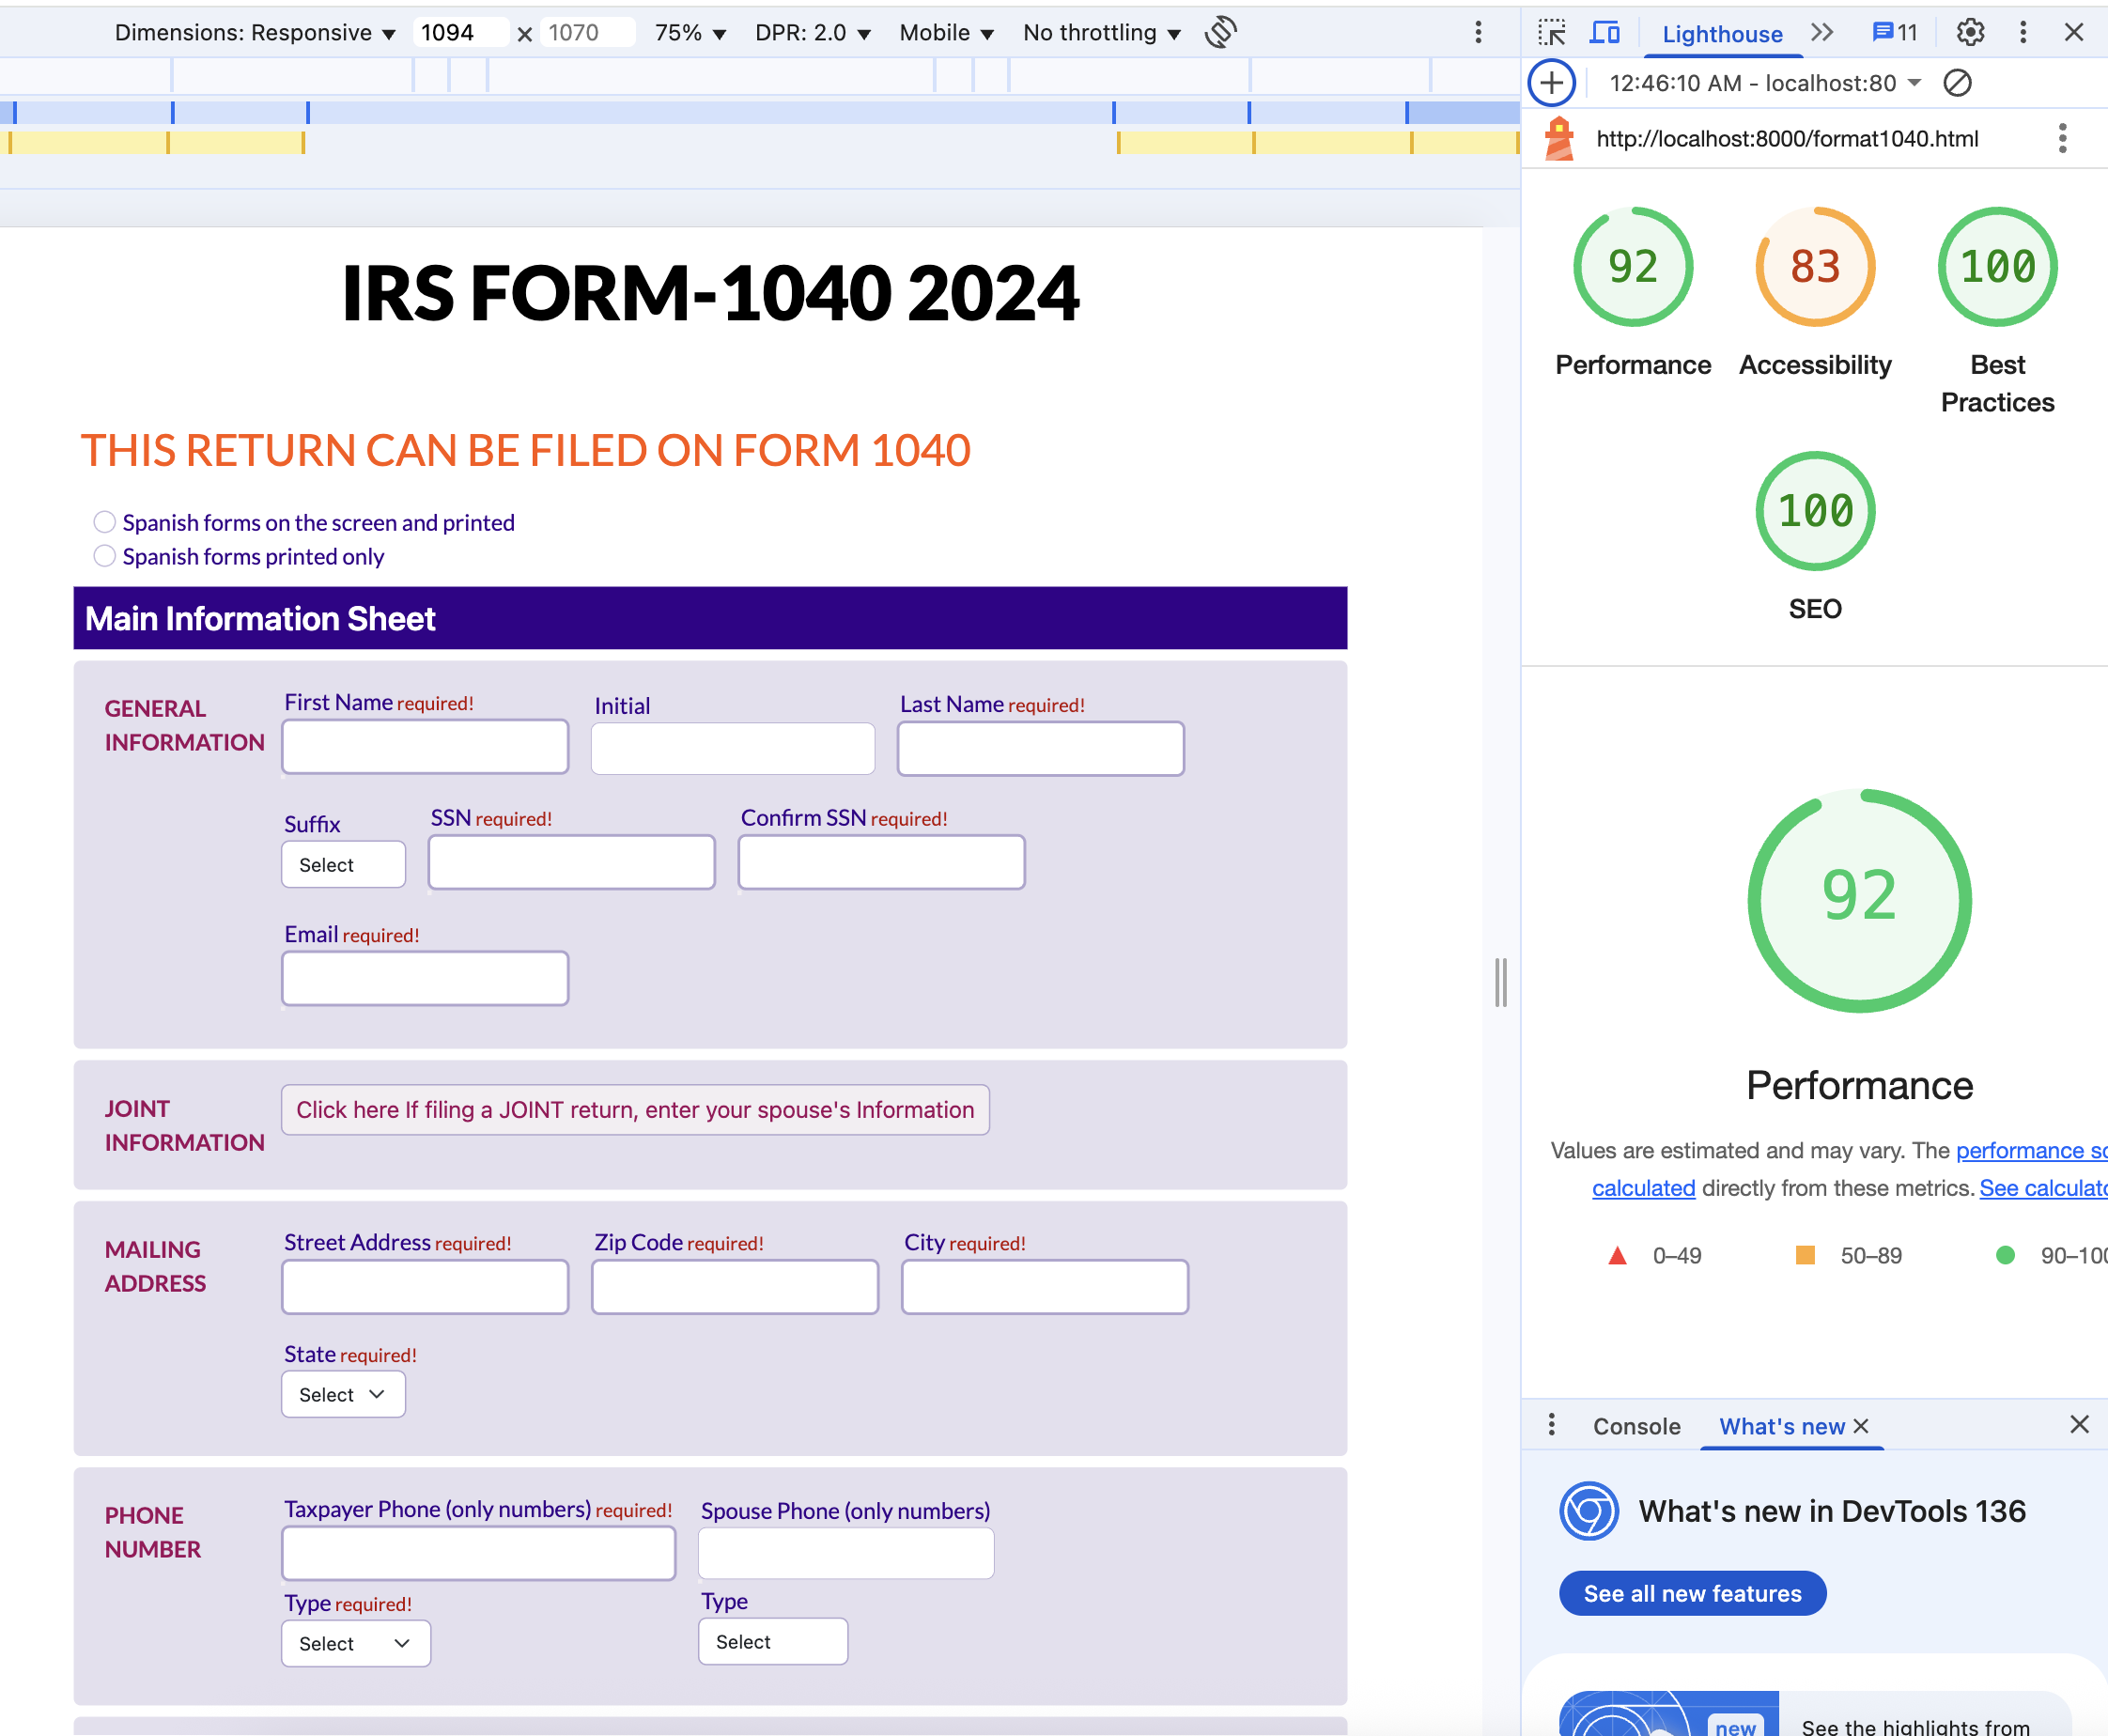 Dimensions: Responsive ▼ 1094 × 1070 75% ▼ DPR: 2.0 ▼ Mobile ▼ No throttling ▼
Lighthouse 11
12:46:10 AM - localhost:80
http://localhost:8000/format1040.html
IRS FORM-1040 2024
THIS RETURN CAN BE FILED ON FORM 1040
Spanish forms on the screen and printed
Spanish forms printed only
Main Information Sheet
GENERAL
INFORMATION
First Name required!
Initial
Last Name required!
Suffix
Select
SSN required!
Confirm SSN required!
Email required!
JOINT
INFORMATION
Click here If filing a JOINT return, enter your spouse's Information
MAILING
ADDRESS
Street Address required!
Zip Code required!
City required!
State required!
Select
PHONE
NUMBER
Taxpayer Phone (only numbers) required!
Spouse Phone (only numbers)
Type required!
Select
Type
Select
92
Performance
83
Accessibility
100
Best
Practices
100
SEO
92
Performance
Values are estimated and may vary. The performance sc
calculated directly from these metrics. See calculato
0–49
50–89
90–100
Console
What's new
What's new in DevTools 136
See all new features
new
See the highlights from